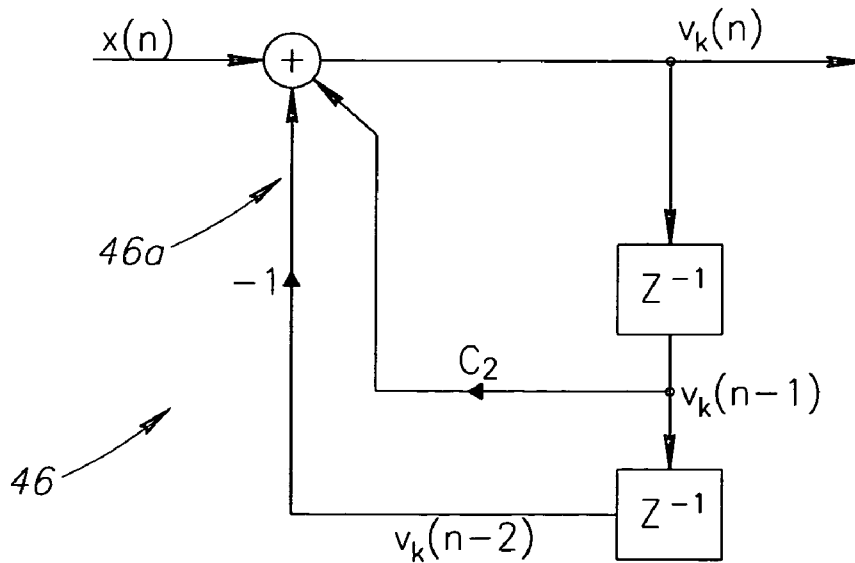 x(n)
v_k(n)
+
46a
-1
Z^-1
C_2
v_k(n-1)
46
Z^-1
v_k(n-2)